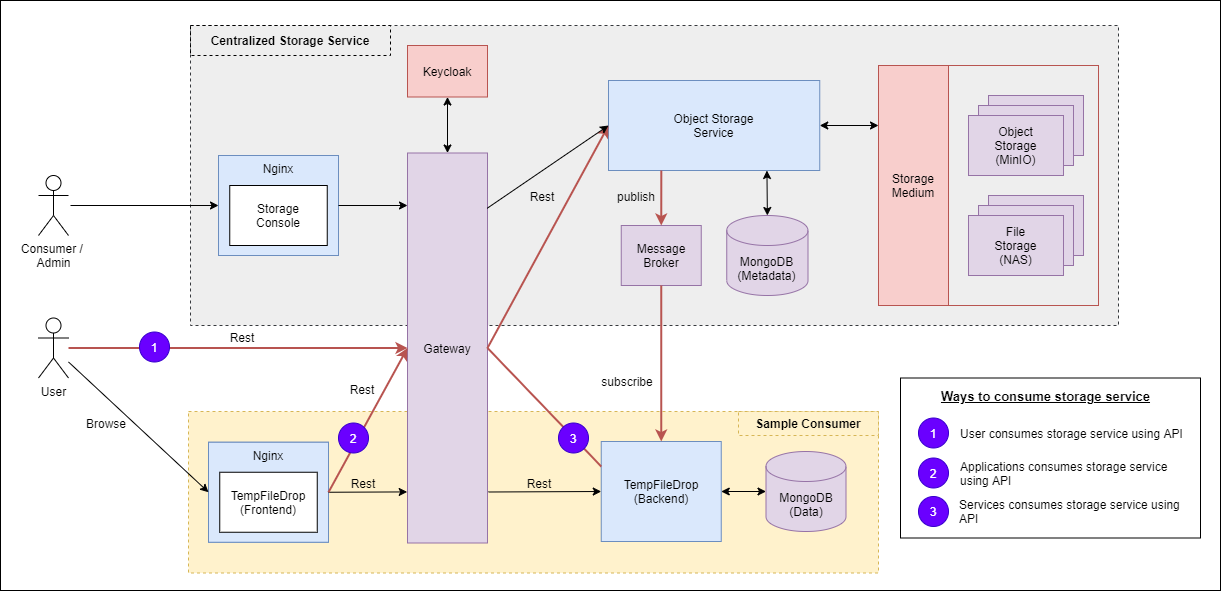 Centralized Storage Service
Keycloak
Object Storage
Service
Object
Storage
(MinIO)
Storage
Medium
File
Storage
(NAS)
Nginx
Storage
Console
Consumer /
Admin
Rest
publish
Message
Broker
MongoDB
(Metadata)
Gateway
User
1
Rest
Browse
Rest
2
subscribe
3
Sample Consumer
Nginx
TempFileDrop
(Frontend)
Rest
Rest
TempFileDrop
(Backend)
MongoDB
(Data)
Ways to consume storage service
1
User consumes storage service using API
2
Applications consumes storage service
using API
3
Services consumes storage service using
API